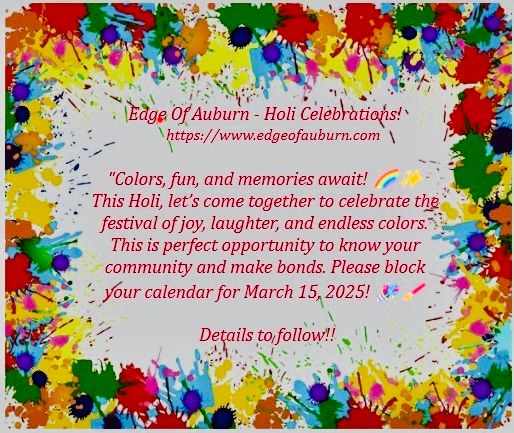 Edge Of Auburn - Holi Celebrations!
https://www.edgeofauburn.com
"Colors, fun, and memories await! 🌈✨
This Holi, let's come together to celebrate the
festival of joy, laughter, and endless colors.
This is perfect opportunity to know your
community and make bonds. Please block
your calendar for March 15, 2025! 🎉🖌️
Details to follow!!